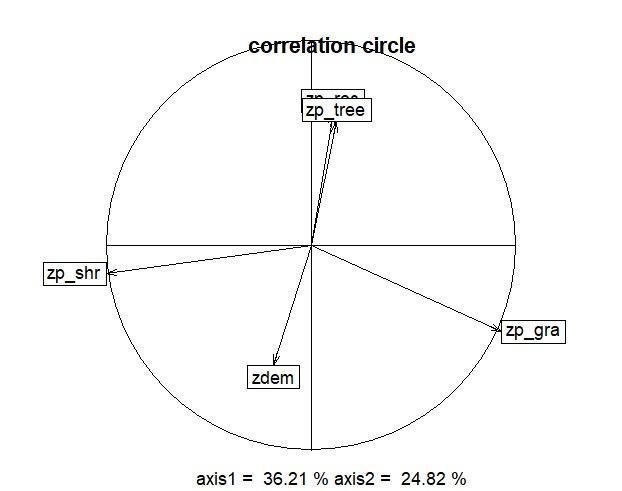 correlation circle
zp_tree
zp_shr
zp_gra
zdem
axis1 =  36.21 % axis2 =  24.82 %